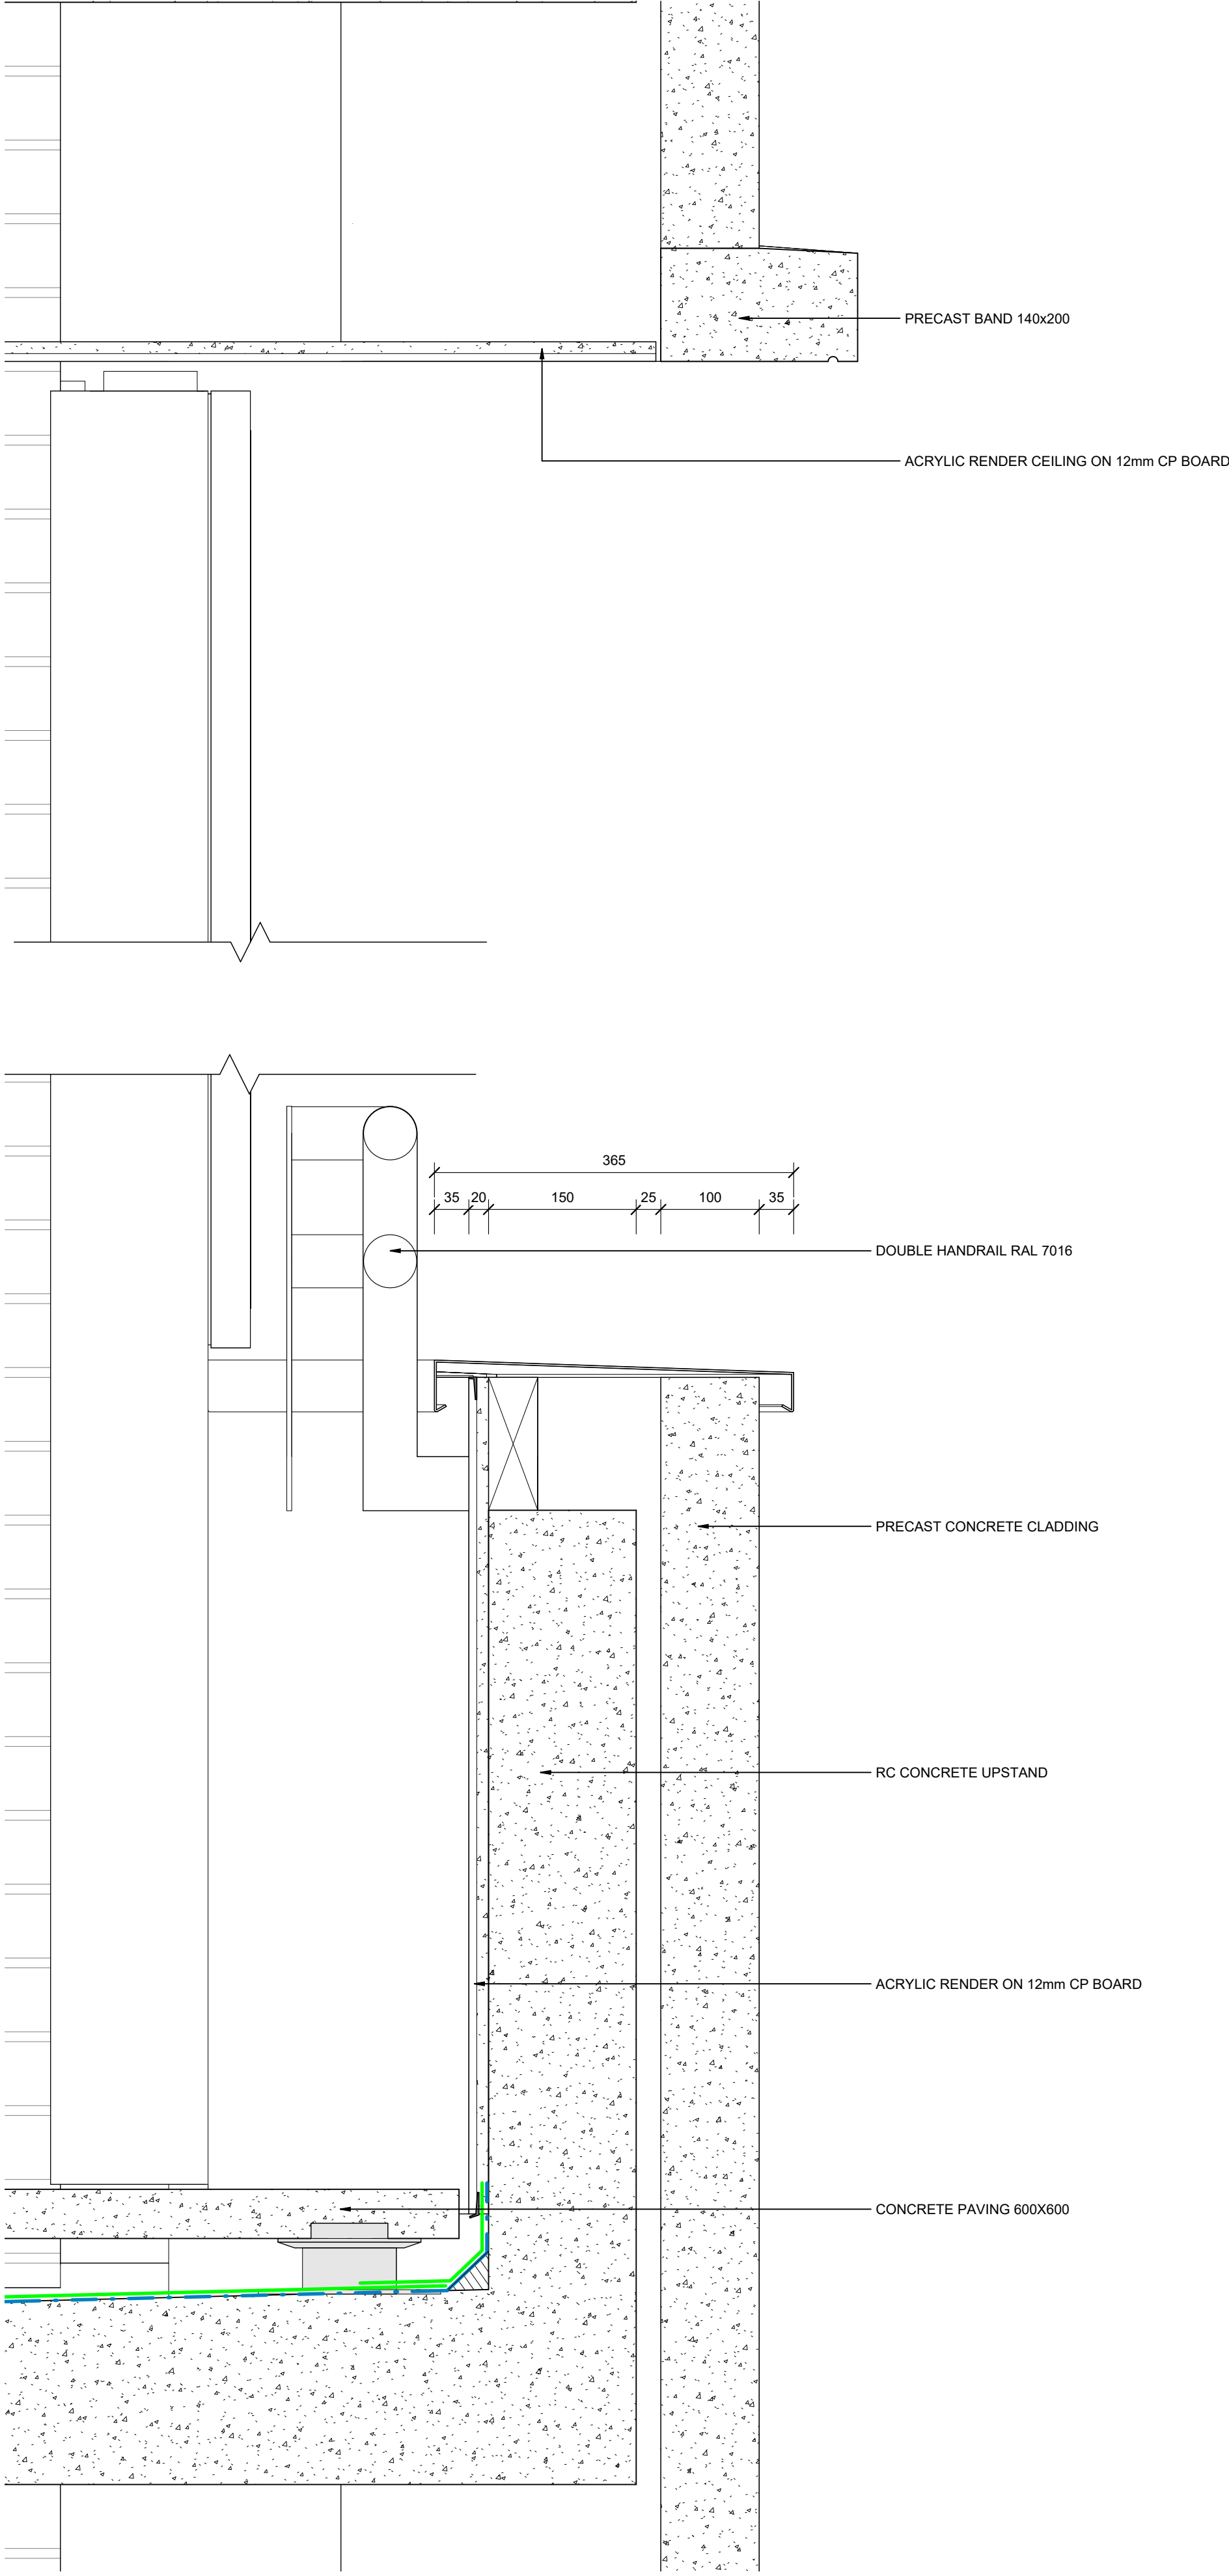 PRECAST BAND 140x200
ACRYLIC RENDER CEILING ON 12mm CP BOARD
365
35 20 150 25 100 35
DOUBLE HANDRAIL RAL 7016
PRECAST CONCRETE CLADDING
RC CONCRETE UPSTAND
ACRYLIC RENDER ON 12mm CP BOARD
CONCRETE PAVING 600X600